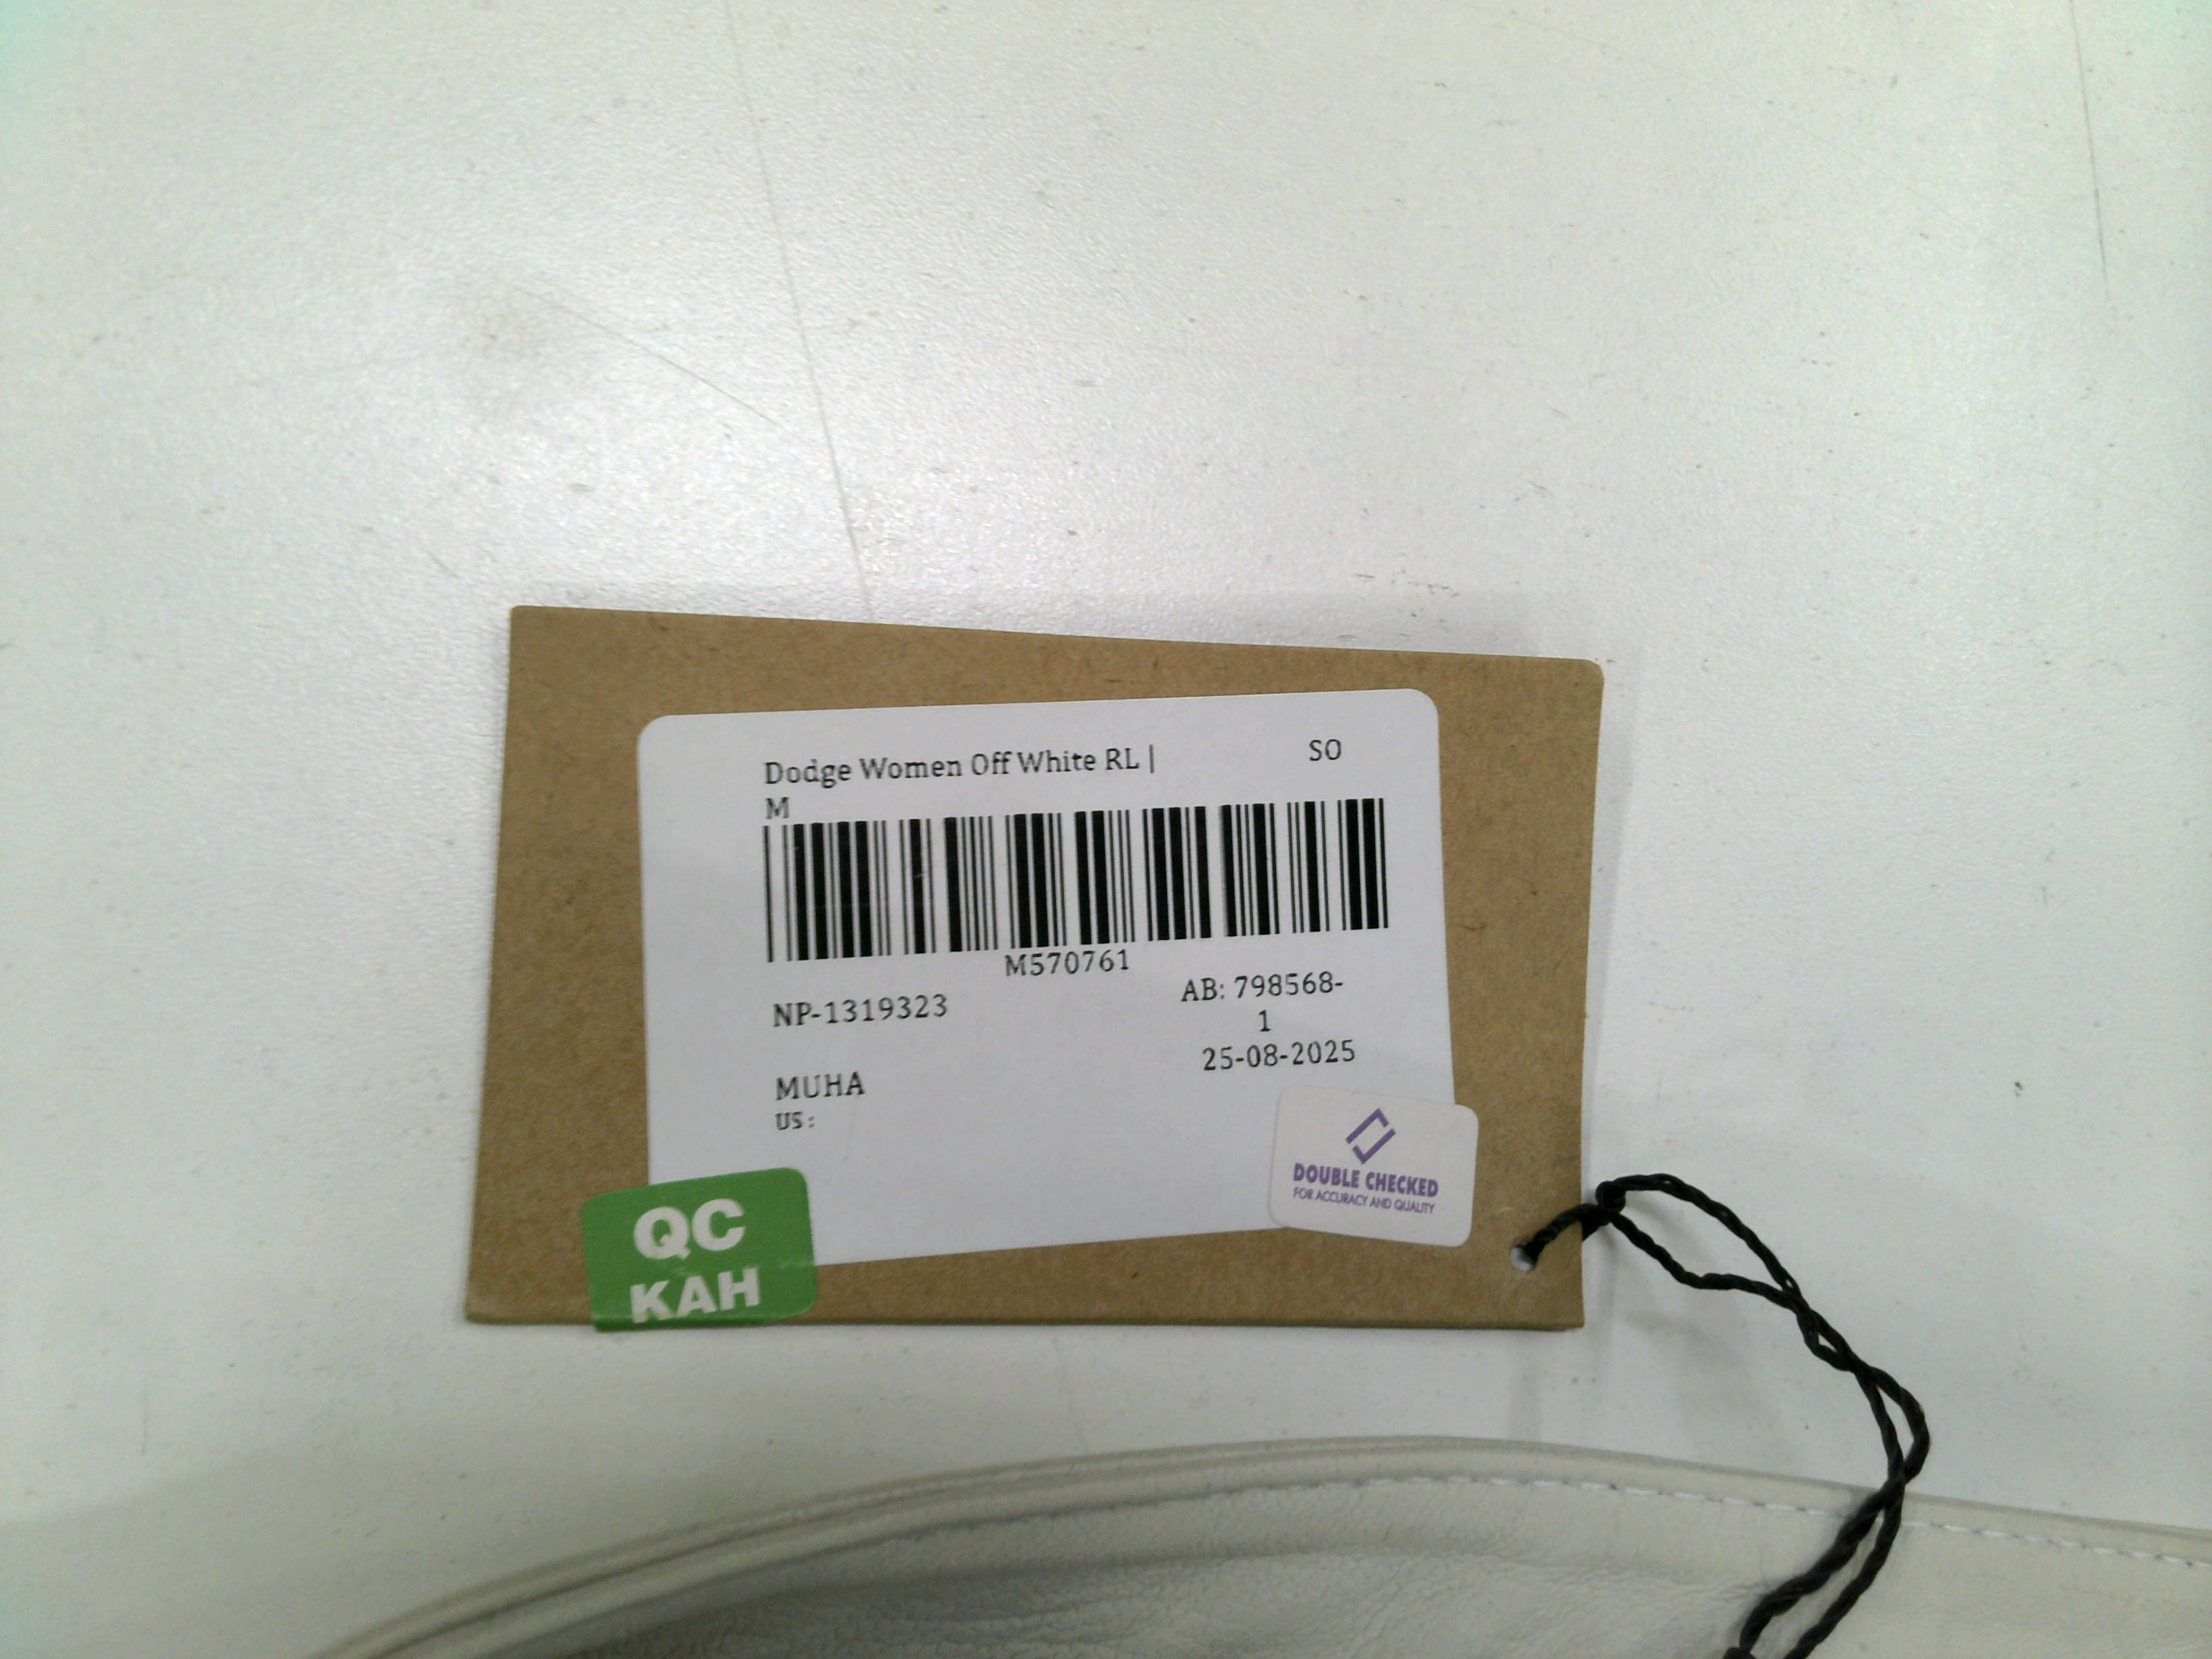 Dodge Women Off White RL | SO
M
M570761
NP-1319323 AB: 798568-
1
25-08-2025
MUHA
US :
QC
KAH
DOUBLE CHECKED
FOR ACCURACY AND QUALITY